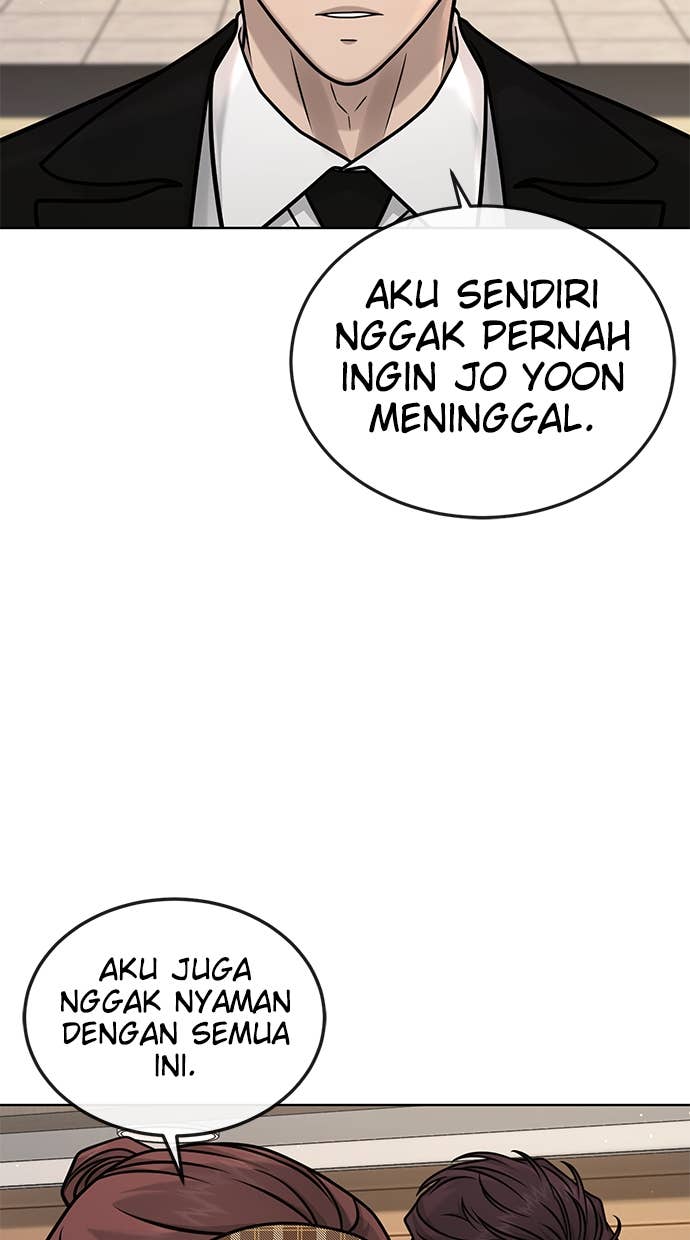 AKU SENDIRI
NGGAK PERNAH
INGIN JO YOON
MENINGGAL.
AKU JUGA
NGGAK NYAMAN
DENGAN SEMUA
INI.